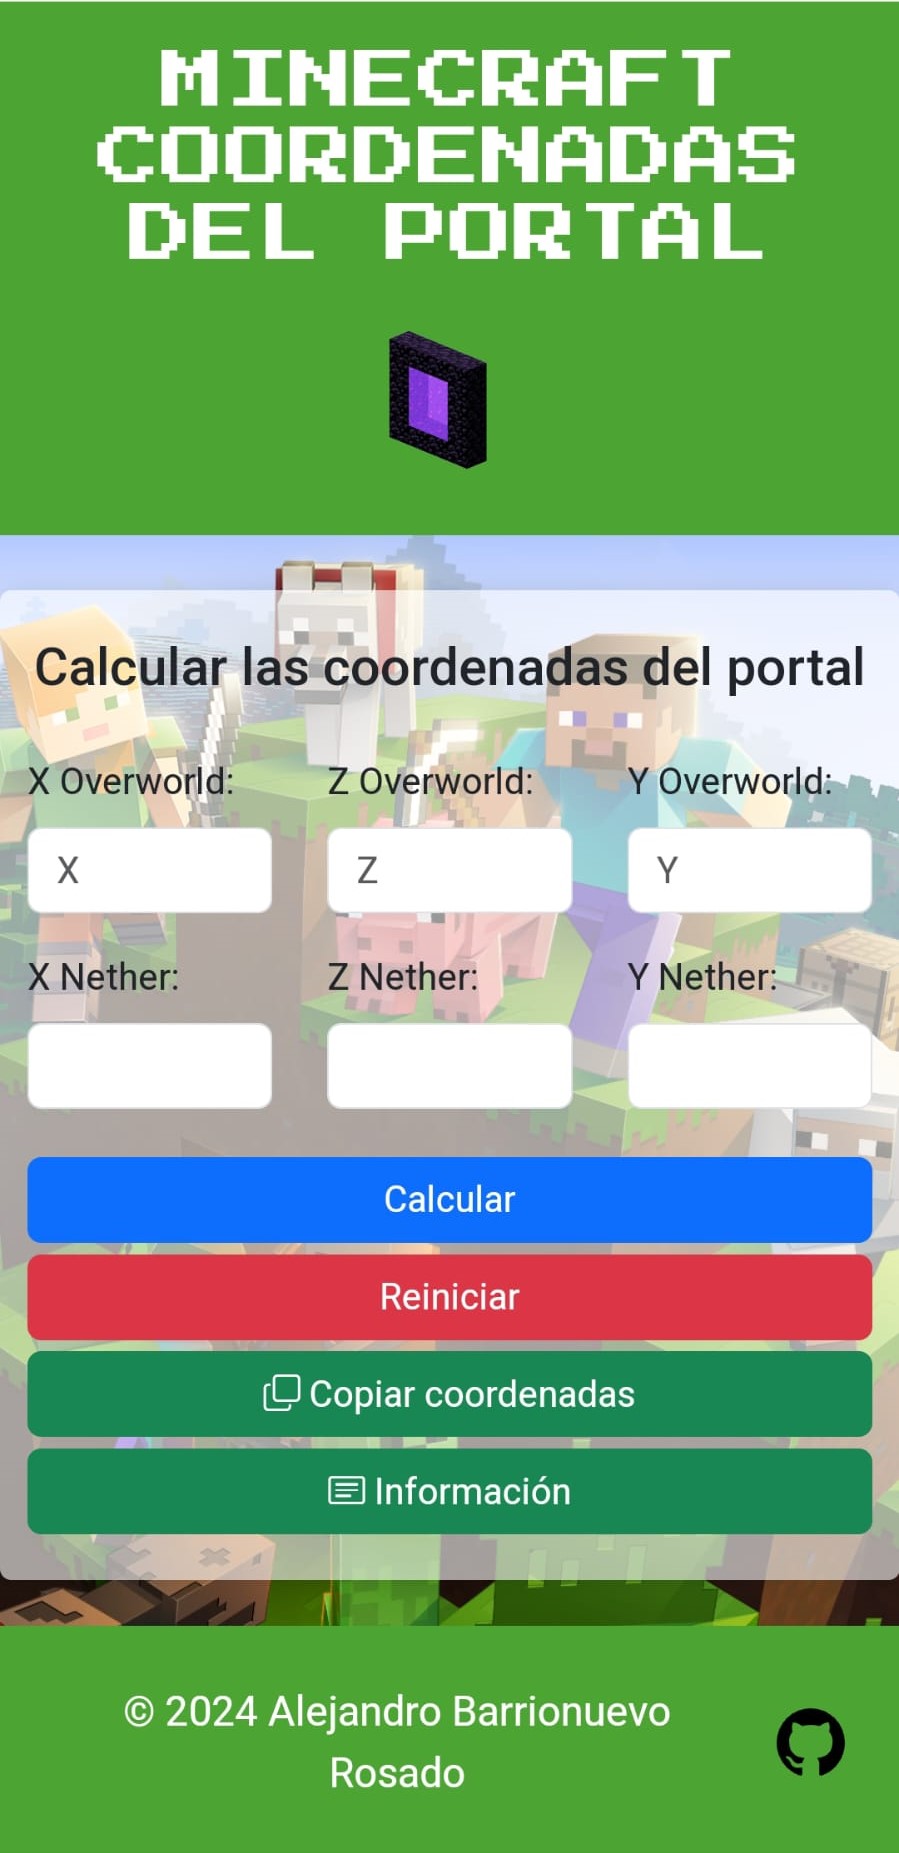 MINECRAFT
COORDENADAS
DEL PORTAL
Calcular las coordenadas del portal
X Overworld: Z Overworld: Y Overworld:
X Z Y
X Nether: Z Nether: Y Nether:
Calcular
Reiniciar
Copiar coordenadas
Información
© 2024 Alejandro Barrionuevo
Rosado